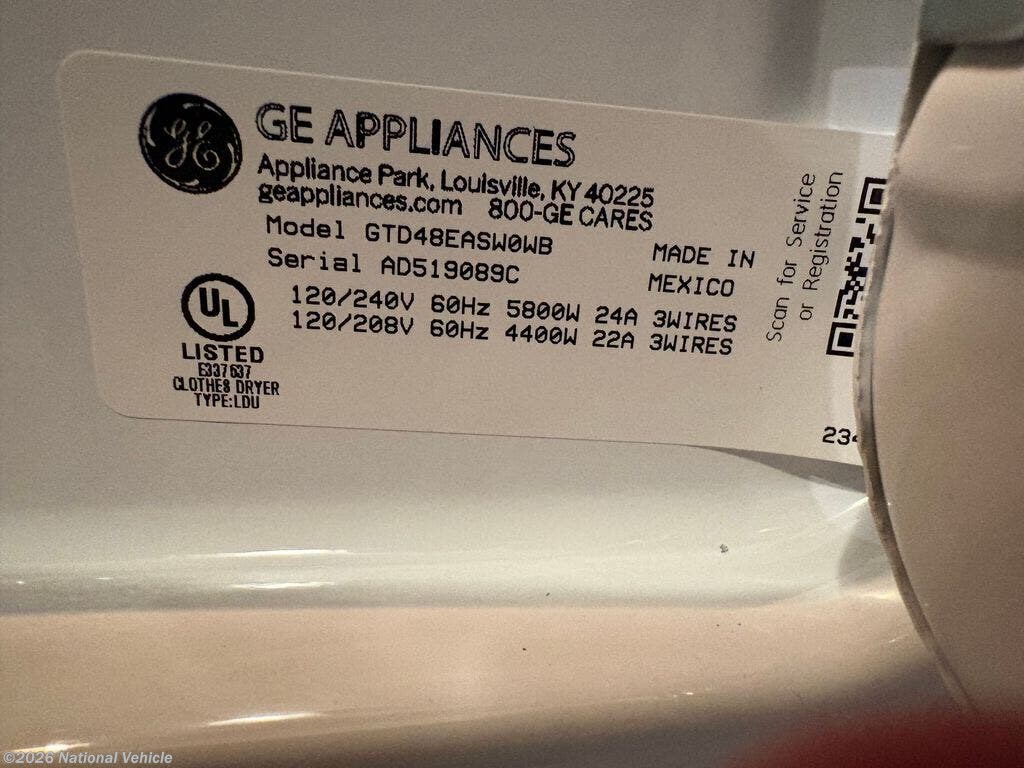 GE
GE APPLIANCES
Appliance Park, Louisville, KY 40225
geappliances.com 800-GE CARES
Model GTD48EASW0WB
Serial AD519089C
MADE IN
MEXICO
120/240V 60Hz 5800W 24A 3WIRES
120/208V 60Hz 4400W 22A 3WIRES
UL
LISTED
E337637
CLOTHES DRYER
TYPE:LDU
Scan for Service
or Registration
234
©2026 National Vehicle